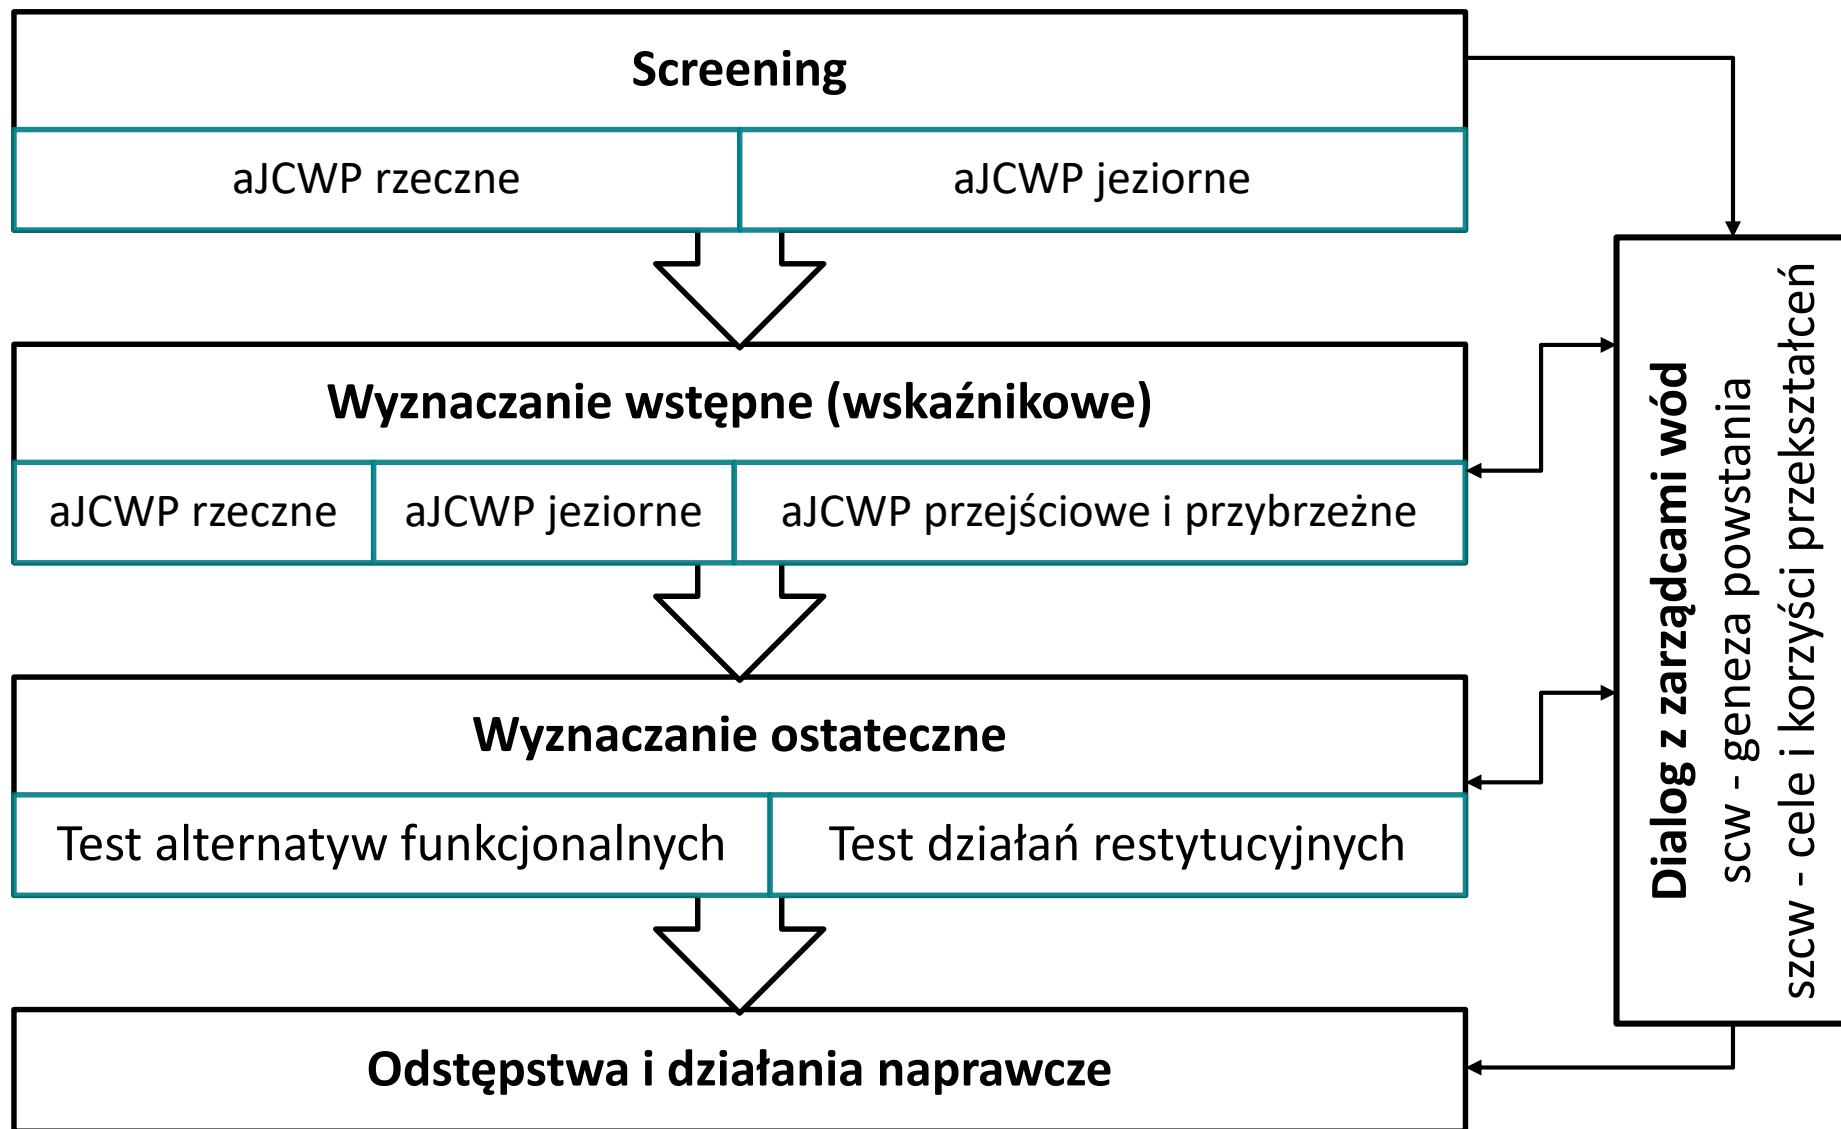 Screening
aJCWP rzeczne
aJCWP jeziorne
Wyznaczanie wstępne (wskaźnikowe)
aJCWP rzeczne
aJCWP jeziorne
aJCWP przejściowe i przybrzeżne
Wyznaczanie ostateczne
Test alternatyw funkcjonalnych
Test działań restytucyjnych
Odstępstwa i działania naprawcze
Dialog z zarządcami wód
scw - geneza powstania
szcw - cele i korzyści przekształceń